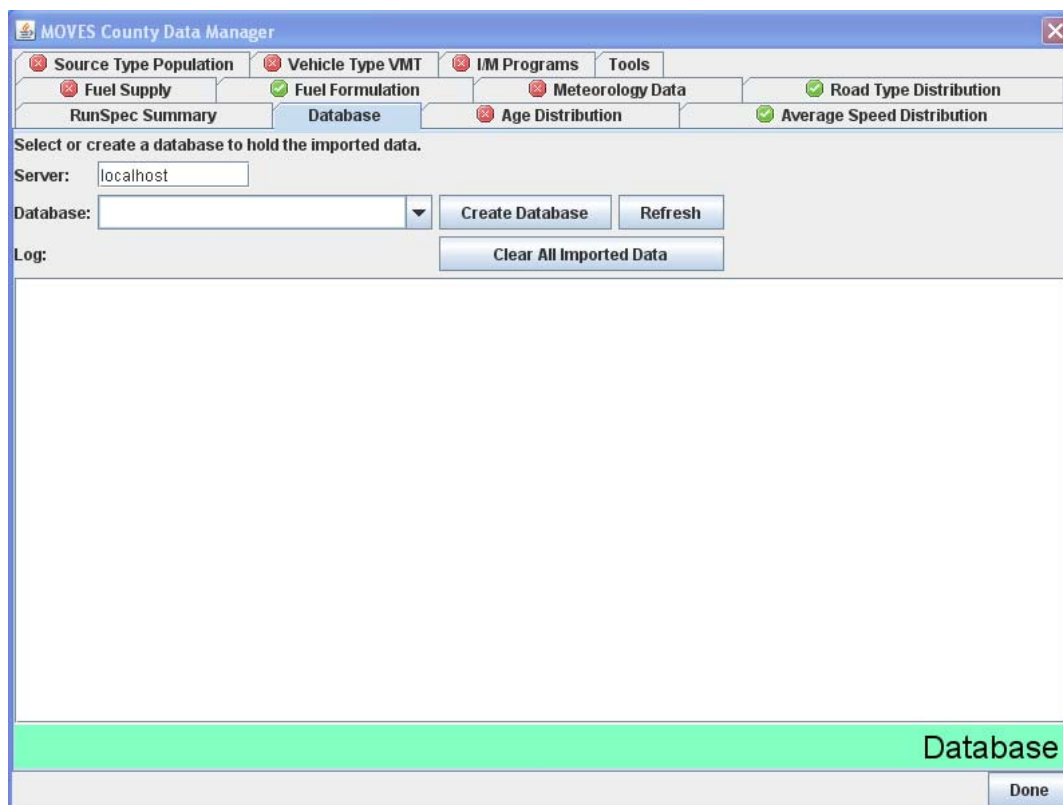 MOVES County Data Manager
Source Type Population Vehicle Type VMT I/M Programs Tools
Fuel Supply Fuel Formulation Meteorology Data Road Type Distribution
RunSpec Summary Database Age Distribution Average Speed Distribution
Select or create a database to hold the imported data.
Server: localhost
Database: Create Database Refresh
Log: Clear All Imported Data
Database
Done